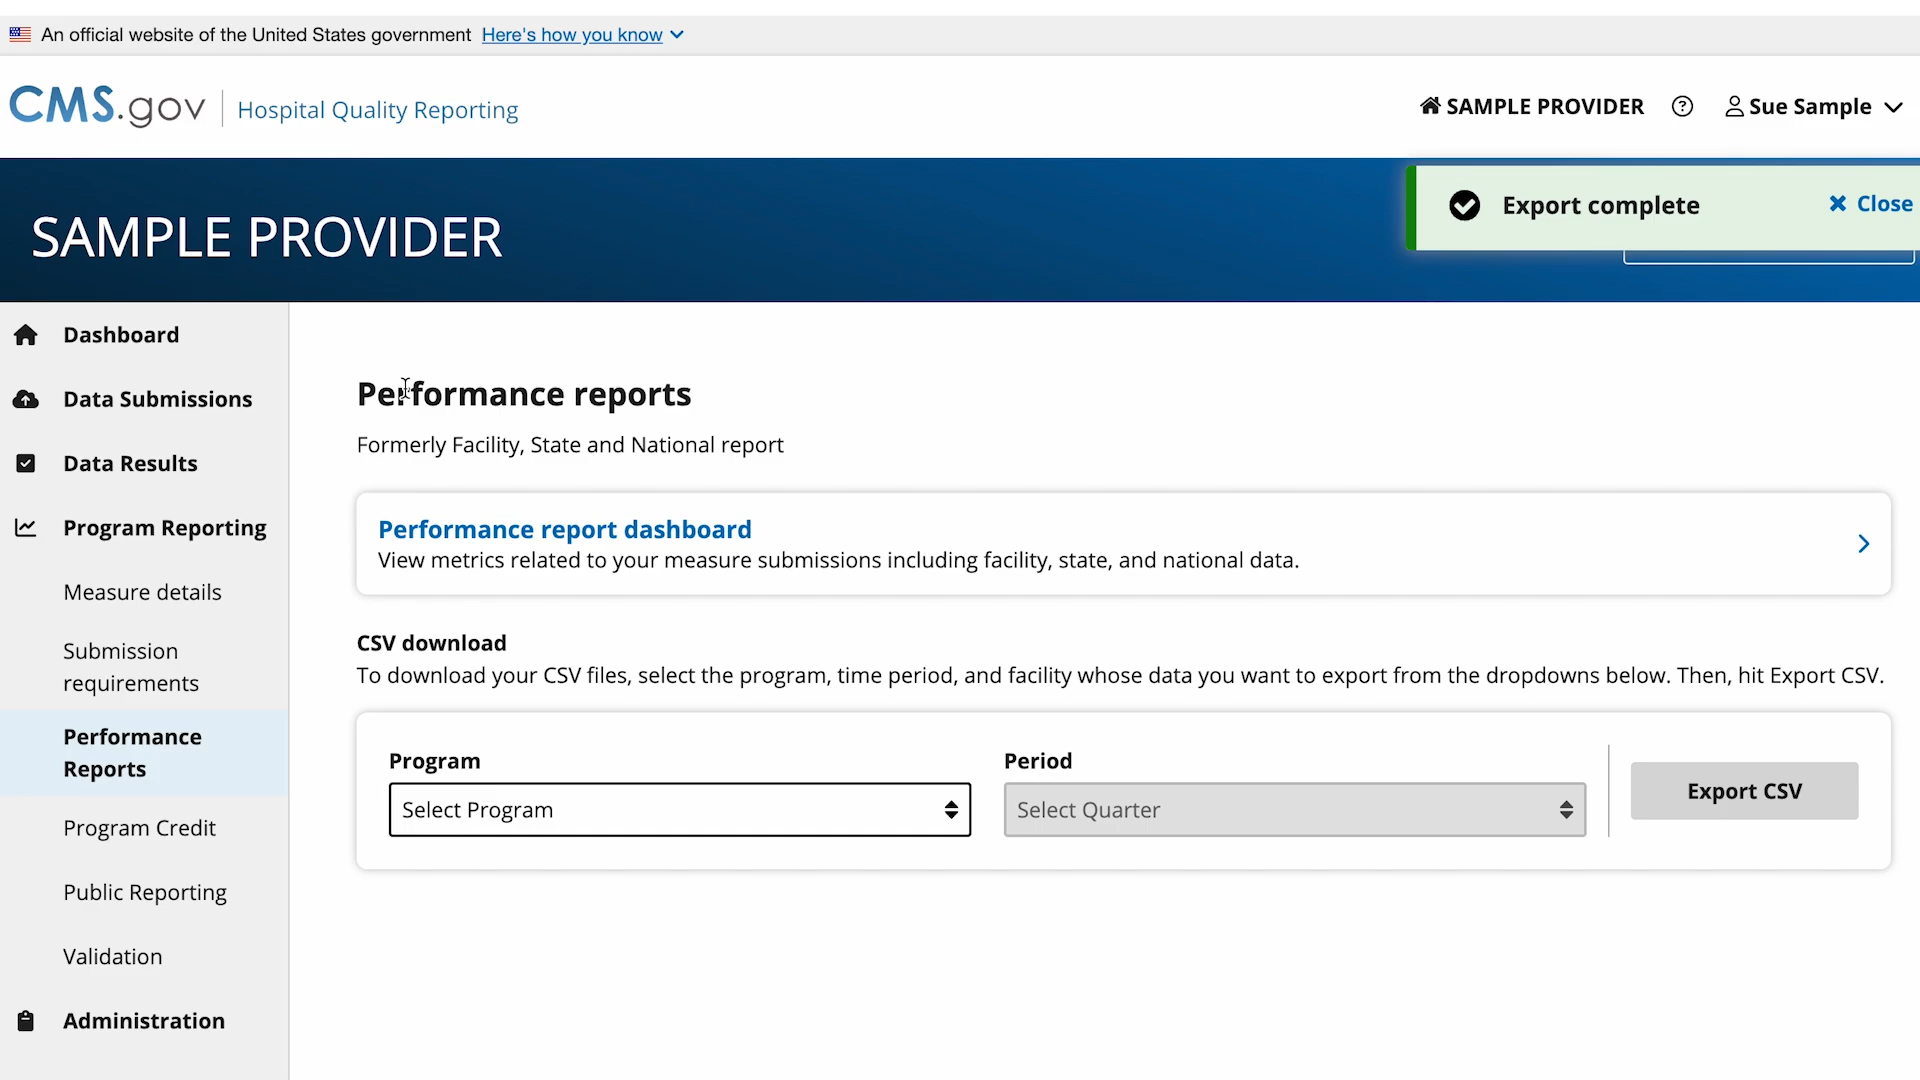 An official website of the United States government Here's how you know
CMS.gov Hospital Quality Reporting
SAMPLE PROVIDER
Sue Sample
Export complete
Close
SAMPLE PROVIDER
Dashboard
Data Submissions
Data Results
Program Reporting
Measure details
Submission
requirements
Performance
Reports
Program Credit
Public Reporting
Validation
Administration
Performance reports
Formerly Facility, State and National report
Performance report dashboard
View metrics related to your measure submissions including facility, state, and national data.
CSV download
To download your CSV files, select the program, time period, and facility whose data you want to export from the dropdowns below. Then, hit Export CSV.
Program
Select Program
Period
Select Quarter
Export CSV